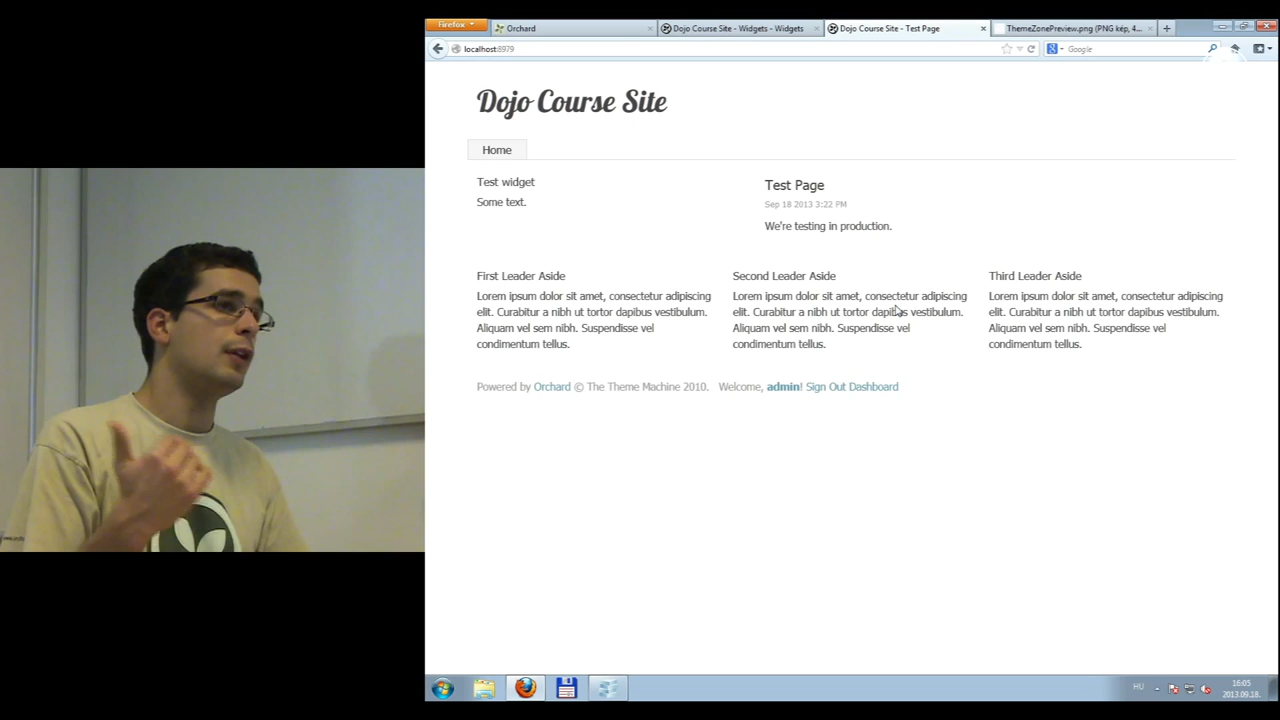 Firefox
Orchard
Dojo Course Site - Widgets - Widgets
Dojo Course Site - Test Page
ThemeZonePreview.png (PNG kép, 4...
localhost:8979
Google
Dojo Course Site
Home
Test widget
Some text.
Test Page
Sep 18 2013 3:22 PM
We're testing in production.
First Leader Aside
Lorem ipsum dolor sit amet, consectetur adipiscing
elit. Curabitur a nibh ut tortor dapibus vestibulum.
Aliquam vel sem nibh. Suspendisse vel
condimentum tellus.
Second Leader Aside
Lorem ipsum dolor sit amet, consectetur adipiscing
elit. Curabitur a nibh ut tortor dapibus vestibulum.
Aliquam vel sem nibh. Suspendisse vel
condimentum tellus.
Third Leader Aside
Lorem ipsum dolor sit amet, consectetur adipiscing
elit. Curabitur a nibh ut tortor dapibus vestibulum.
Aliquam vel sem nibh. Suspendisse vel
condimentum tellus.
Powered by Orchard © The Theme Machine 2010. Welcome, admin! Sign Out Dashboard
HU
16:05
2013.09.18.